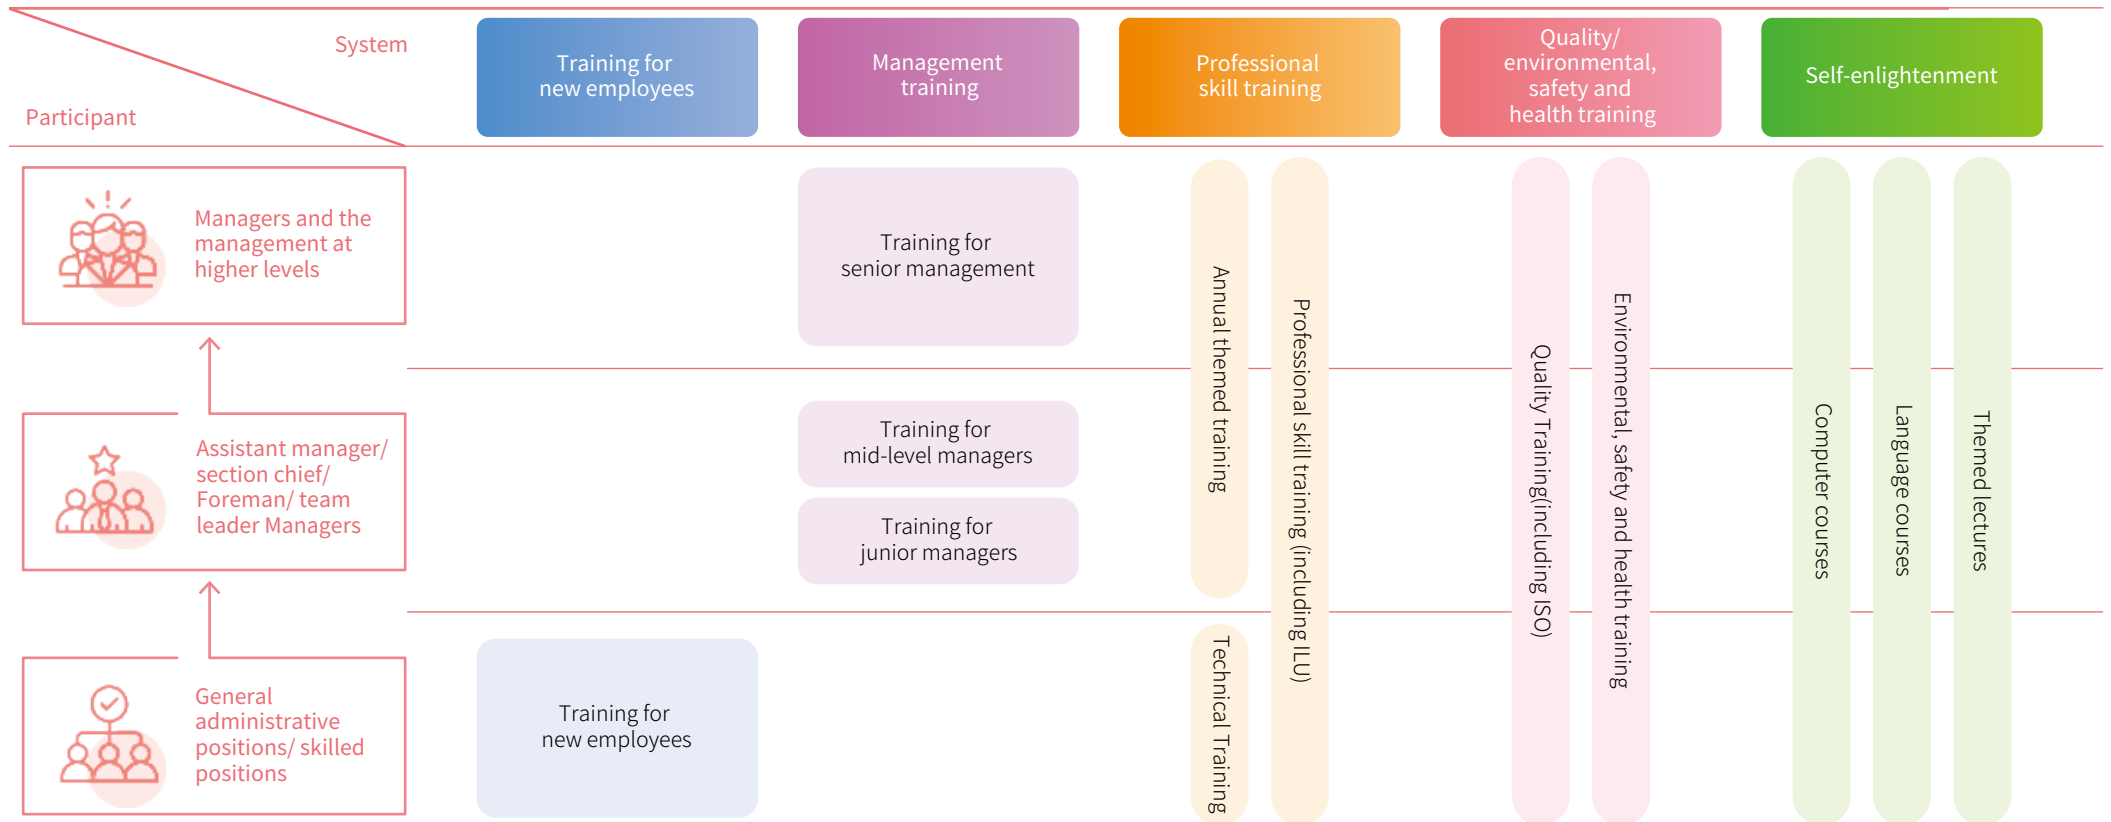 System
Participant
Training for
new employees
Management
training
Professional
skill training
Quality/
environmental,
safety and
health training
Self-enlightenment
Managers and the
management at
higher levels
Training for
senior management
Assistant manager/
section chief/
Foreman/ team
leader Managers
Training for
mid-level managers
Training for
junior managers
General
administrative
positions/ skilled
positions
Training for
new employees
Annual themed training
Technical Training
Professional skill training (including ILU)
Quality Training(including ISO)
Environmental, safety and health training
Computer courses
Language courses
Themed lectures